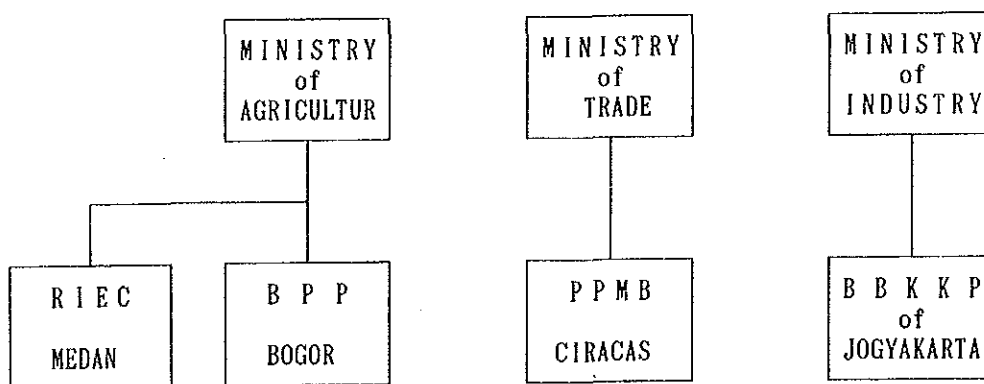 MINISTRY
of
AGRICULTUR
MINISTRY
of
TRADE
MINISTRY
of
INDUSTRY
RIEC
MEDAN
BPP
BOGOR
PPMB
CIRACAS
BBKKP
of
JOGYAKARTA